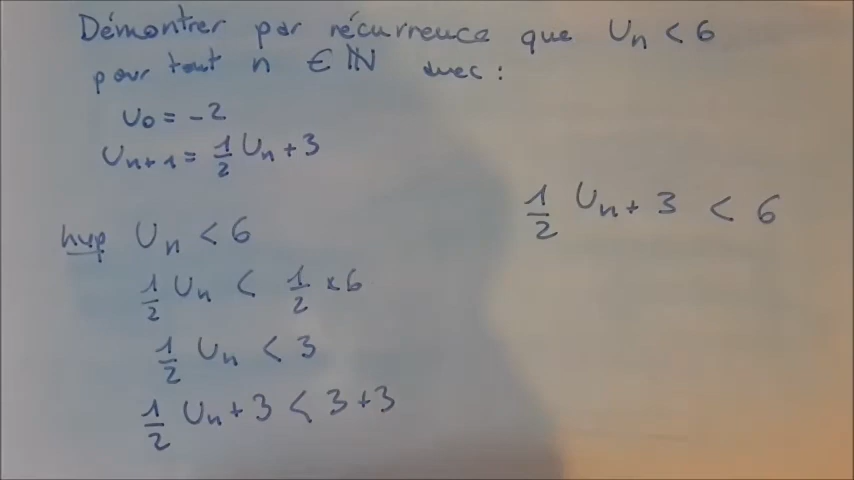 Démontrer par récurrence que Un < 6
pour tout n ∈ ℕ avec :
U0 = -2
Un+1 = 1/2 Un + 3
1/2 Un + 3 < 6
hyp Un < 6
1/2 Un < 1/2 × 6
1/2 Un < 3
1/2 Un + 3 < 3+3